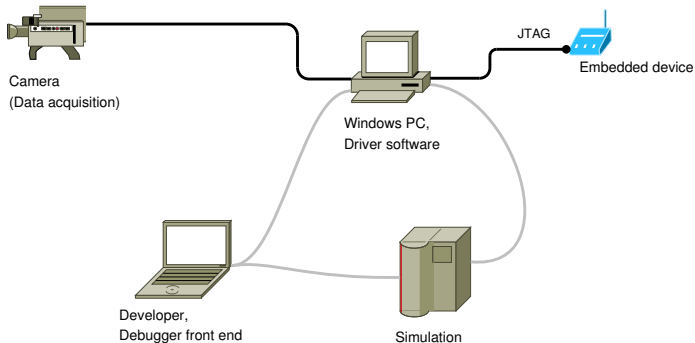 JTAG
Embedded device
Camera
(Data acquisition)
Windows PC,
Driver software
Developer,
Debugger front end
Simulation